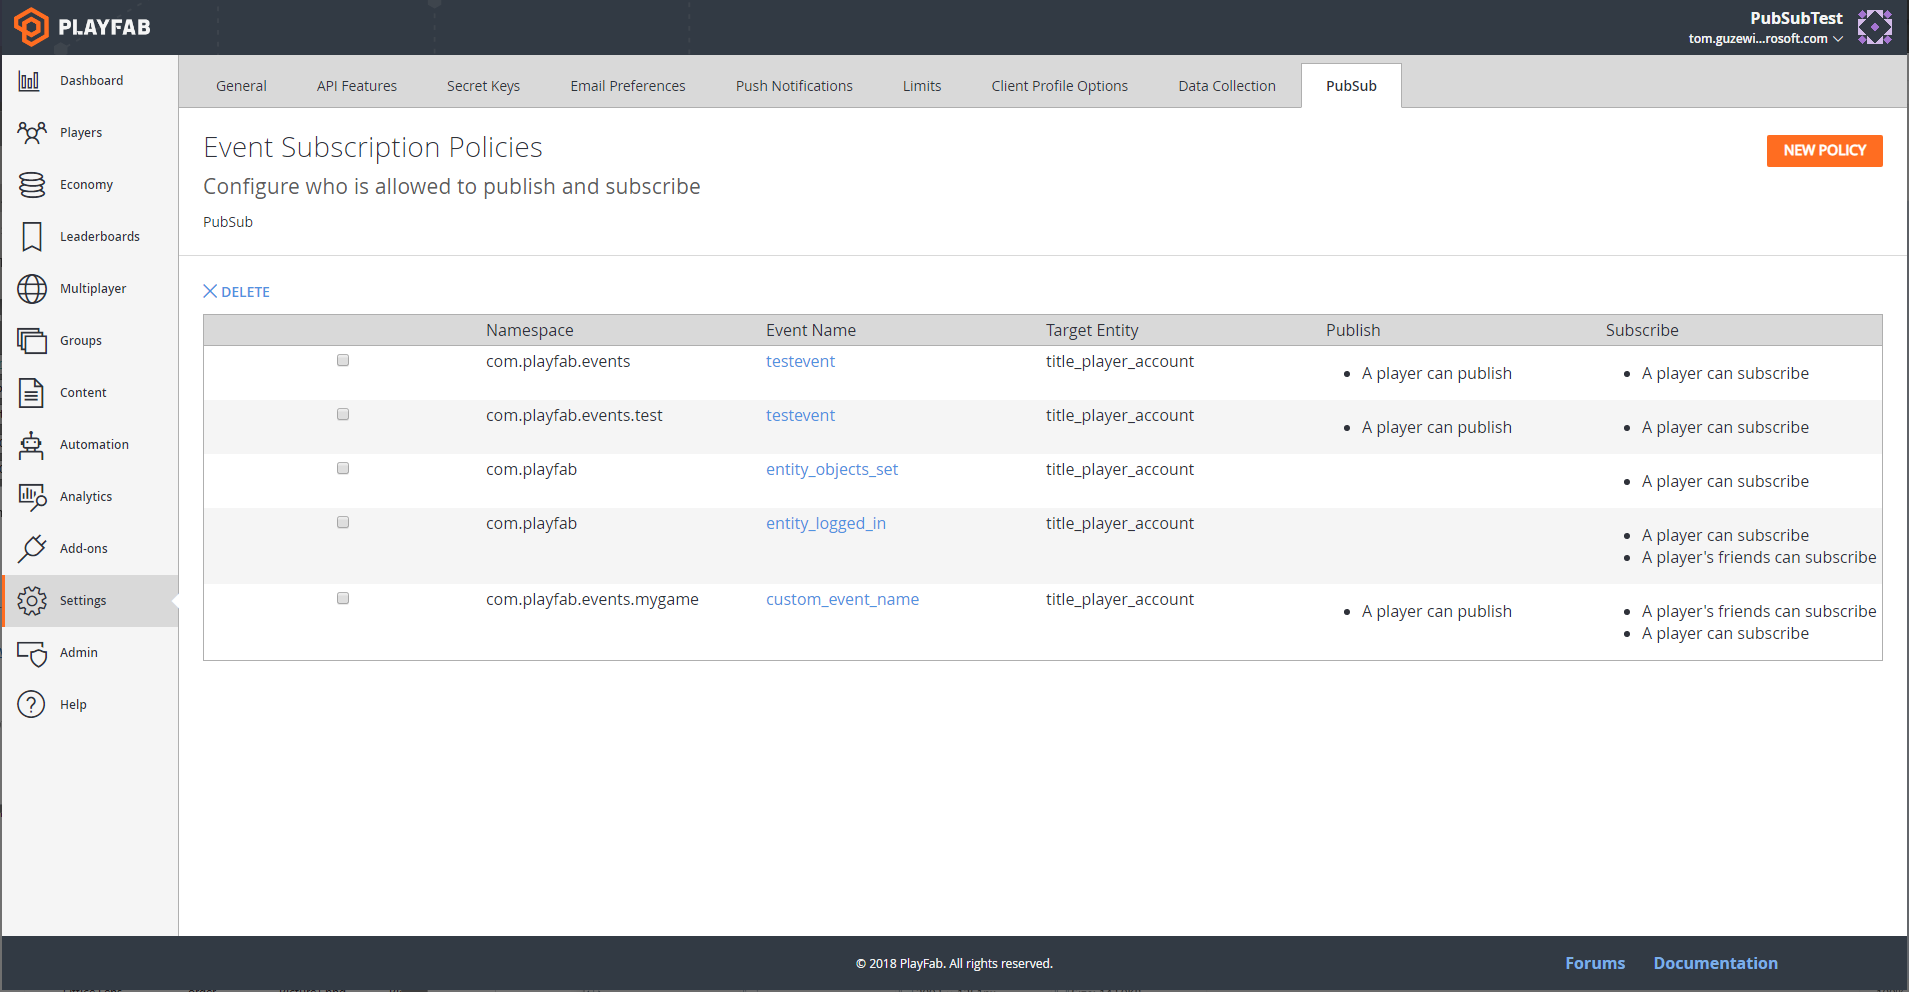 PLAYFAB
PubSubTest
tom.guzewi...rosoft.com
Dashboard
Players
Economy
Leaderboards
Multiplayer
Groups
Content
Automation
Analytics
Add-ons
Settings
Admin
Help
General API Features Secret Keys Email Preferences Push Notifications Limits Client Profile Options Data Collection PubSub
Event Subscription Policies
NEW POLICY
Configure who is allowed to publish and subscribe
PubSub
DELETE
Namespace Event Name Target Entity Publish Subscribe
com.playfab.events testevent title_player_account
• A player can publish • A player can subscribe
com.playfab.events.test testevent title_player_account
• A player can publish • A player can subscribe
com.playfab entity_objects_set title_player_account
• A player can subscribe
com.playfab entity_logged_in title_player_account
• A player can subscribe
• A player's friends can subscribe
com.playfab.events.mygame custom_event_name title_player_account
• A player can publish • A player's friends can subscribe
• A player can subscribe
© 2018 PlayFab. All rights reserved.
Forums Documentation